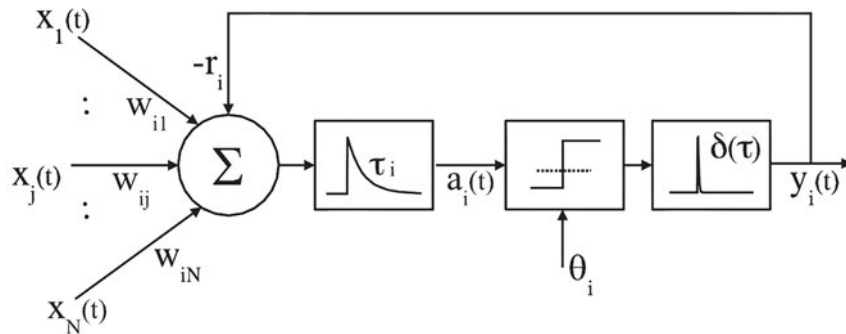 x₁(t)
-rᵢ
:
wᵢ₁
xⱼ(t)
wᵢⱼ
Σ
τᵢ
aᵢ(t)
δ(τ)
yᵢ(t)
:
wᵢN
θᵢ
xN(t)